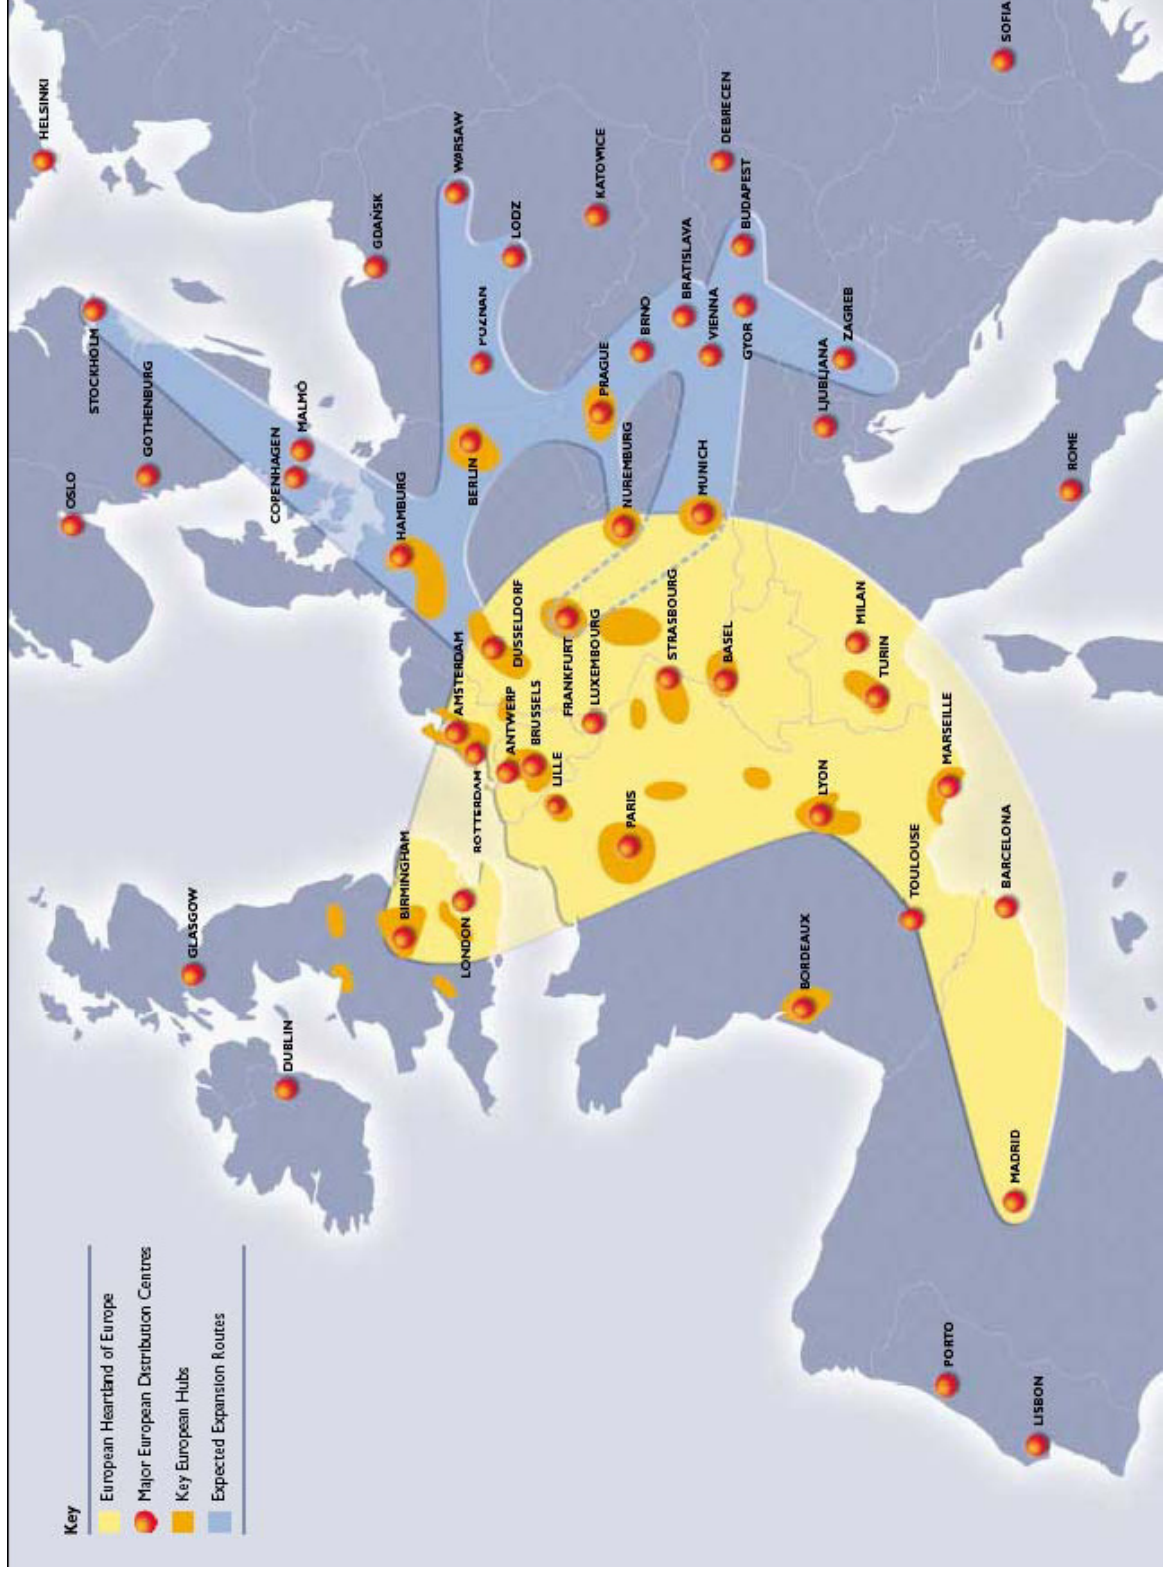 Key
European Heartland of Europe
Major European Distribution Centres
Key European Hubs
Expected Expansion Routes
HELSINKI
OSLO
STOCKHOLM
GOTHENBURG
GLASGOW
COPENHAGEN
DUBLIN
MALMÖ
GDAŃSK
HAMBURG
BIRMINGHAM
AMSTERDAM
WARSAW
LONDON
BERLIN
ROTTERDAM
POZNAN
ANTWERP
LODZ
DUSSELDORF
BRUSSELS
LILLE
FRANKFURT
LUXEMBOURG
KATOWICE
PRAGUE
NUREMBURG
PARIS
BRNO
STRASBOURG
BRATISLAVA
MUNICH
VIENNA
BASEL
DEBRECEN
BUDAPEST
GYOR
BORDEAUX
LYON
LJUBLJANA
ZAGREB
MILAN
TURIN
TOULOUSE
MARSEILLE
PORTO
BARCELONA
SOFIA
MADRID
LISBON
ROME